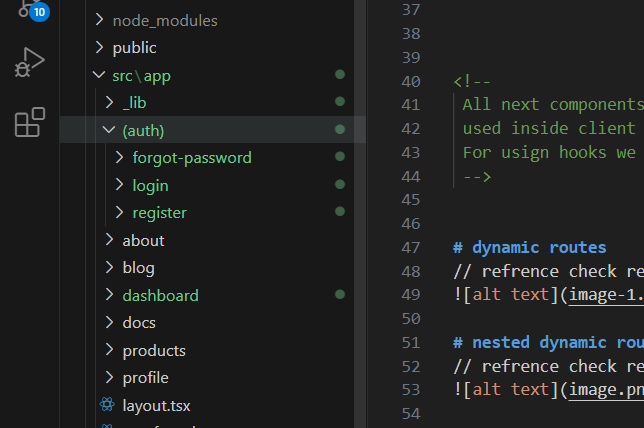 10
node_modules
public
src\app
_lib
(auth)
forgot-password
login
register
about
blog
dashboard
docs
products
profile
layout.tsx
37
38
39
40 <!--
41 All next components
42 used inside client
43 For usign hooks we
44 -->
45
46
47 # dynamic routes
48 // refrence check re
49 ![alt text](image-1.
50
51 # nested dynamic rou
52 // refrence check re
53 ![alt text](image.pn
54